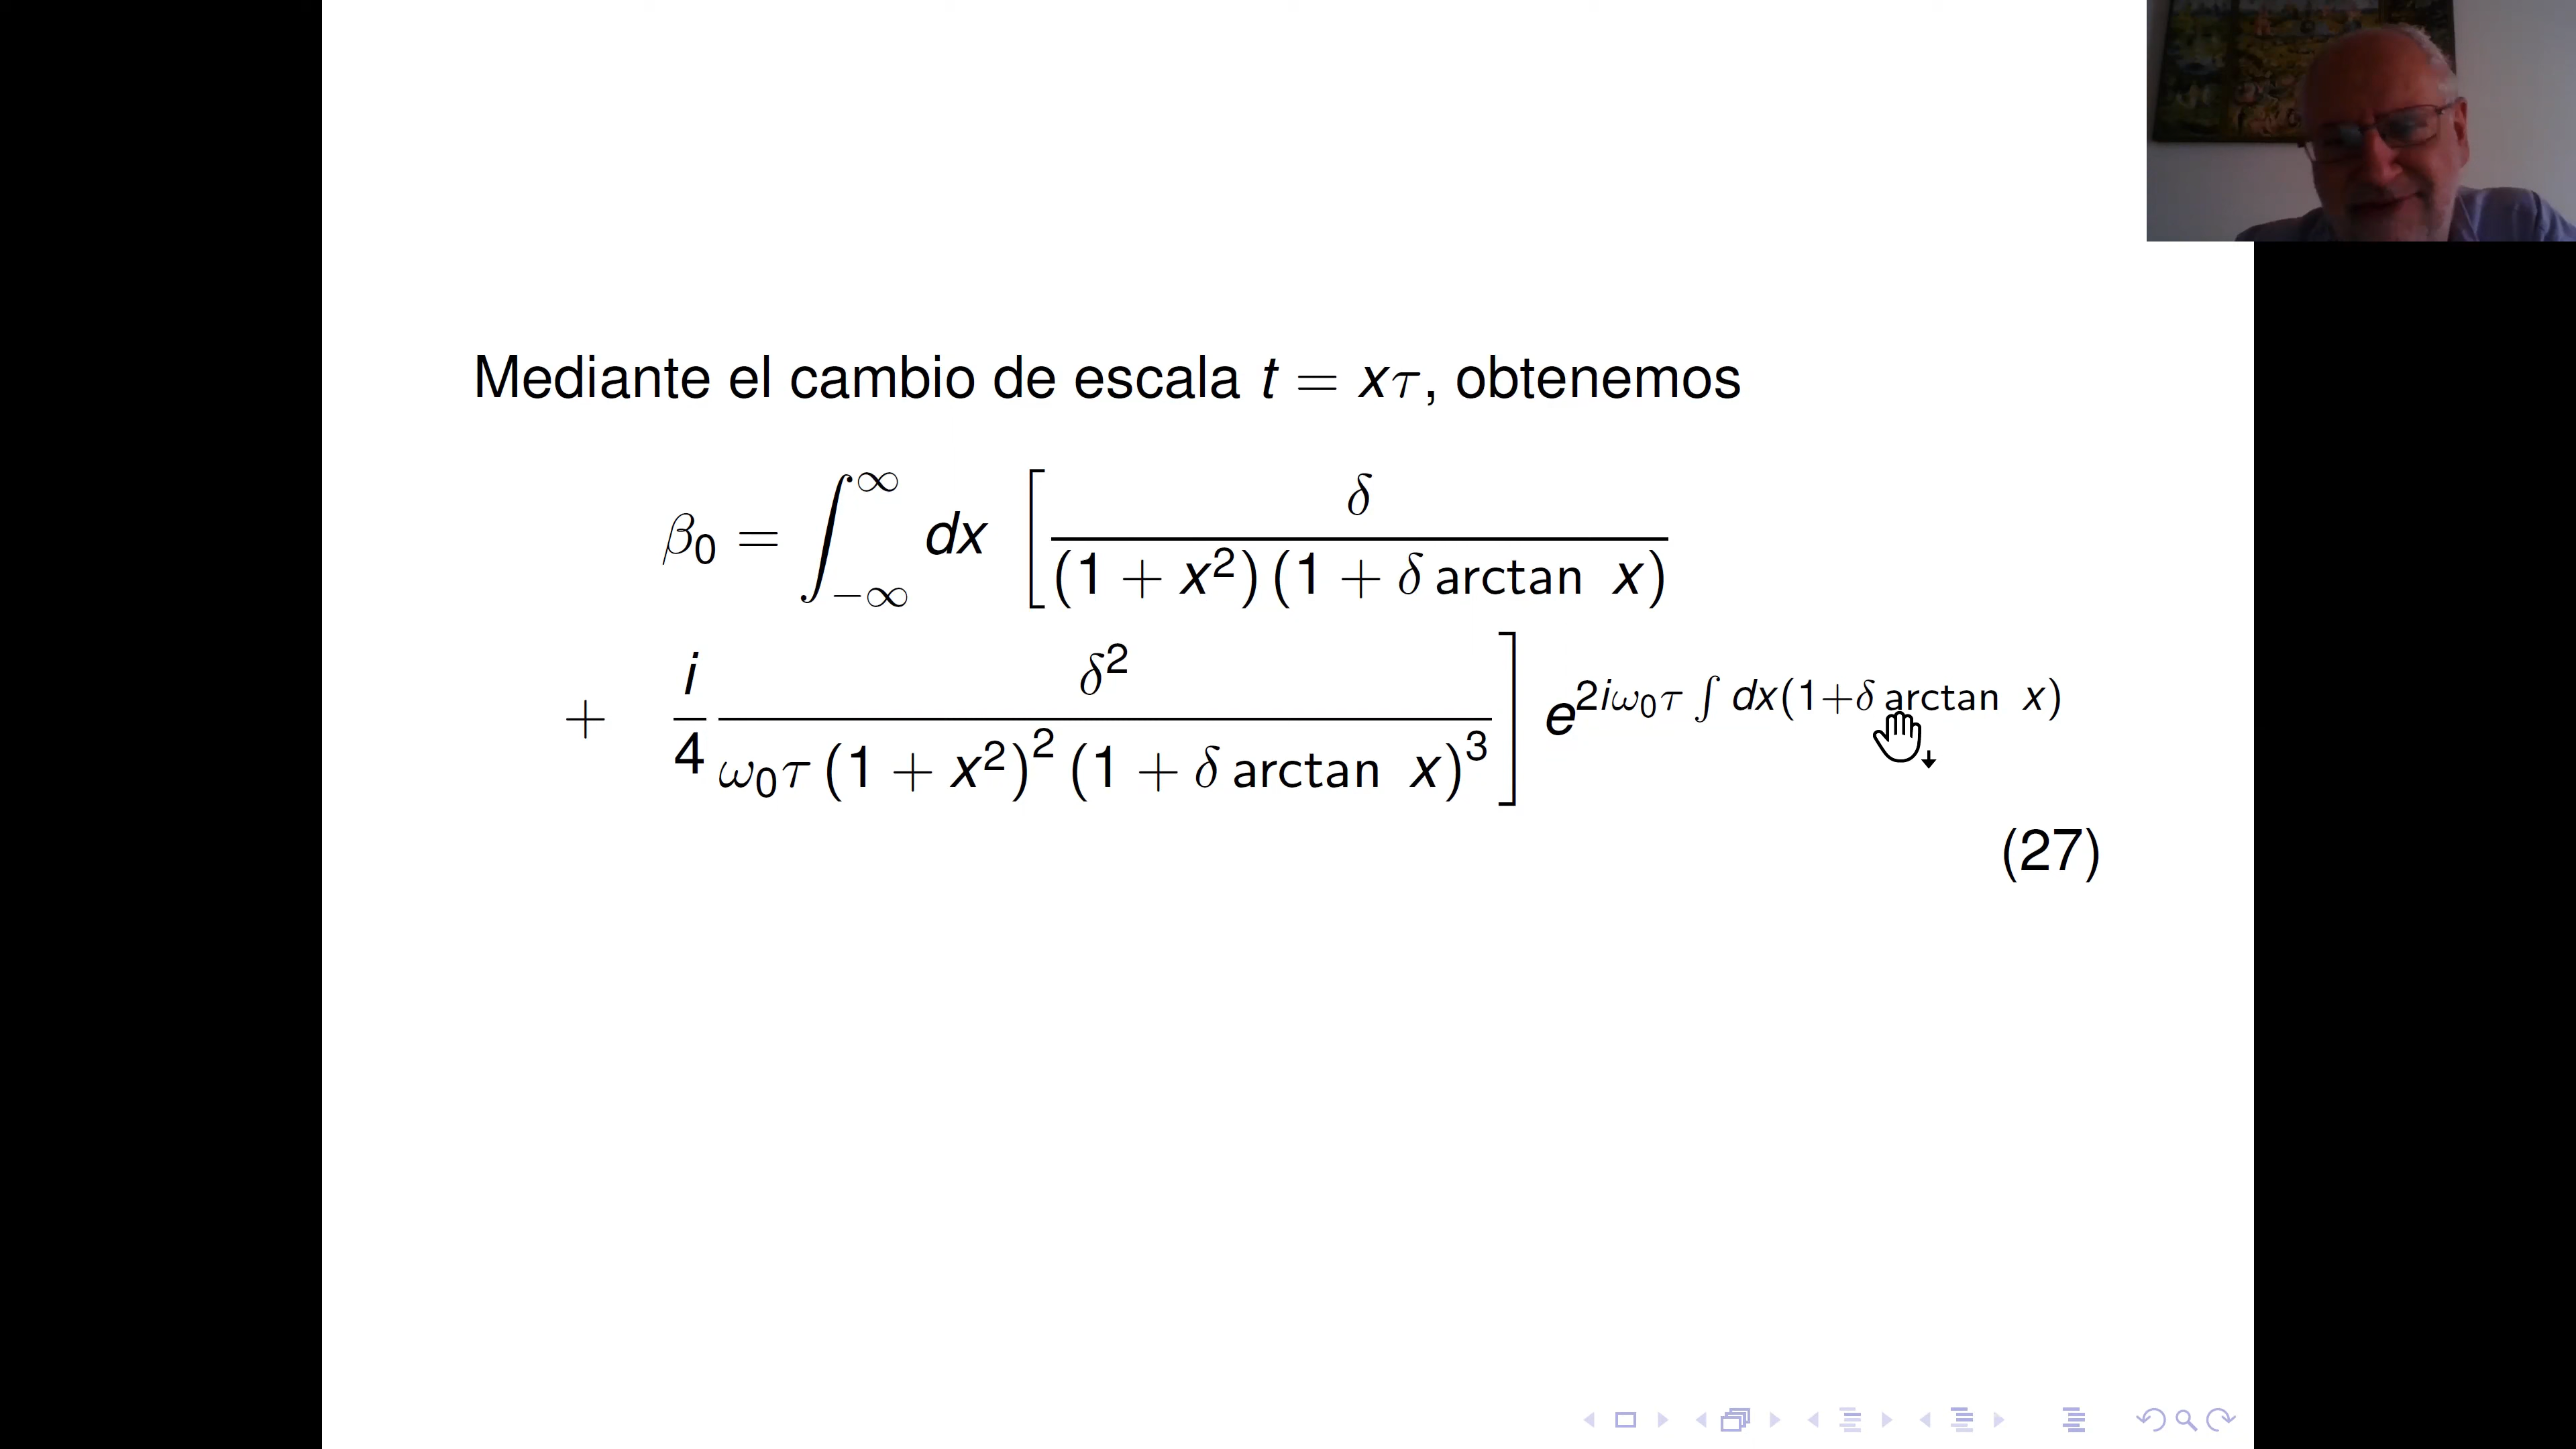 Mediante el cambio de escala t = xτ, obtenemos
β₀ = ∫_{−∞}^{∞} dx [ δ / ((1 + x²)(1 + δ arctan x))
+ i/4 δ² / (ω₀τ (1 + x²)² (1 + δ arctan x)³) ] e^{2iω₀τ ∫ dx(1+δ arctan x)}
(27)